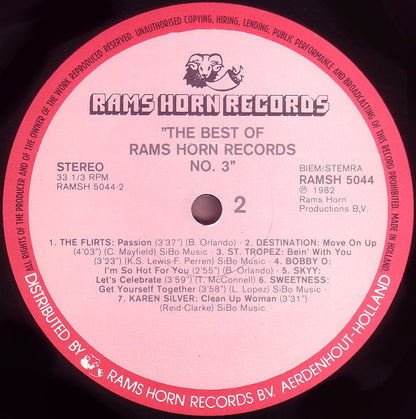 ALL RIGHTS OF THE PRODUCER AND OF THE OWNER OF THE WORK REPRODUCED RESERVED. UNAUTHORISED COPYING, HIRING, LENDING, PUBLIC PERFORMANCE AND BROADCASTING OF THIS RECORD PROHIBITED. MADE IN HOLLAND.
RAMS HORN RECORDS
"THE BEST OF
RAMS HORN RECORDS
NO. 3"
STEREO
33 1/3 RPM
RAMSH 5044-2
BIEM/STEMRA
RAMSH 5044
℗ 1982
Rams Horn
Productions B.V.
2
1. THE FLIRTS: Passion (3'37") (B. Orlando) · 2. DESTINATION: Move On Up
(4'03") (C. Mayfield) SiBo Music · 3. ST. TROPEZ: Bein' With You
(3'23") (K.S. Lewis-F. Perren) SiBo Music · 4. BOBBY O:
I'm So Hot For You (2'55") (B. Orlando) · 5. SKYY:
Let's Celebrate (3'59") (T. McConnell) · 6. SWEETNESS:
Get Yourself Together (3'58") (L. Lopez) SiBo Music ·
7. KAREN SILVER: Clean Up Woman (3'31")
(Reid-Clarke) SiBo Music
DISTRIBUTED BY RAMS HORN RECORDS BV. AERDENHOUT-HOLLAND